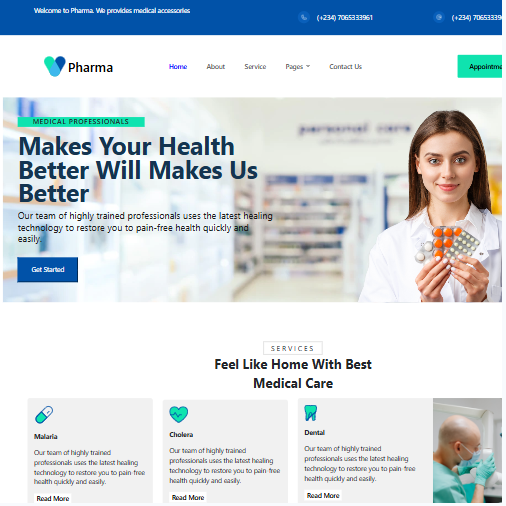 Welcome to Pharma. We provides medical accessories
(+234) 7065333961
(+234) 706533396
Pharma
Home
About
Service
Pages
Contact Us
Appointme
personal care
MEDICAL PROFESSIONALS
Makes Your Health
Better Will Makes Us
Better
Our team of highly trained professionals uses the latest healing
technology to restore you to pain-free health quickly and
easily.
Get Started
SERVICES
Feel Like Home With Best
Medical Care
Malaria
Our team of highly trained
professionals uses the latest healing
technology to restore you to pain-free
health quickly and easily.
Read More
Cholera
Our team of highly trained
professionals uses the latest healing
technology to restore you to pain-free
health quickly and easily.
Read More
Dental
Our team of highly trained
professionals uses the latest healing
technology to restore you to pain-free
health quickly and easily.
Read More